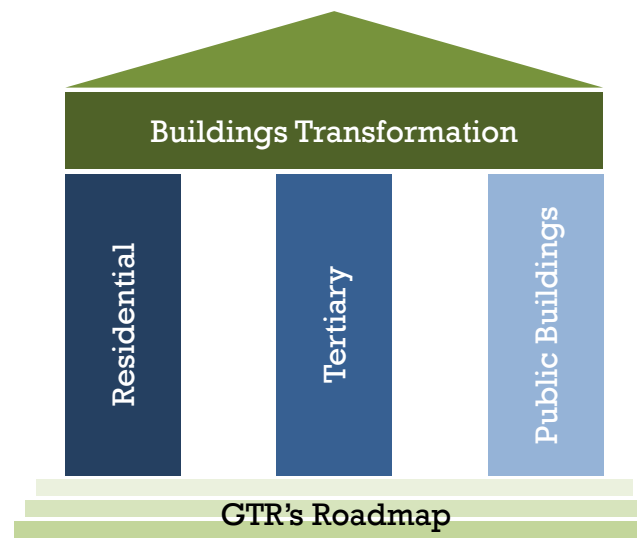 Buildings Transformation
Residential
Tertiary
Public Buildings
GTR's Roadmap